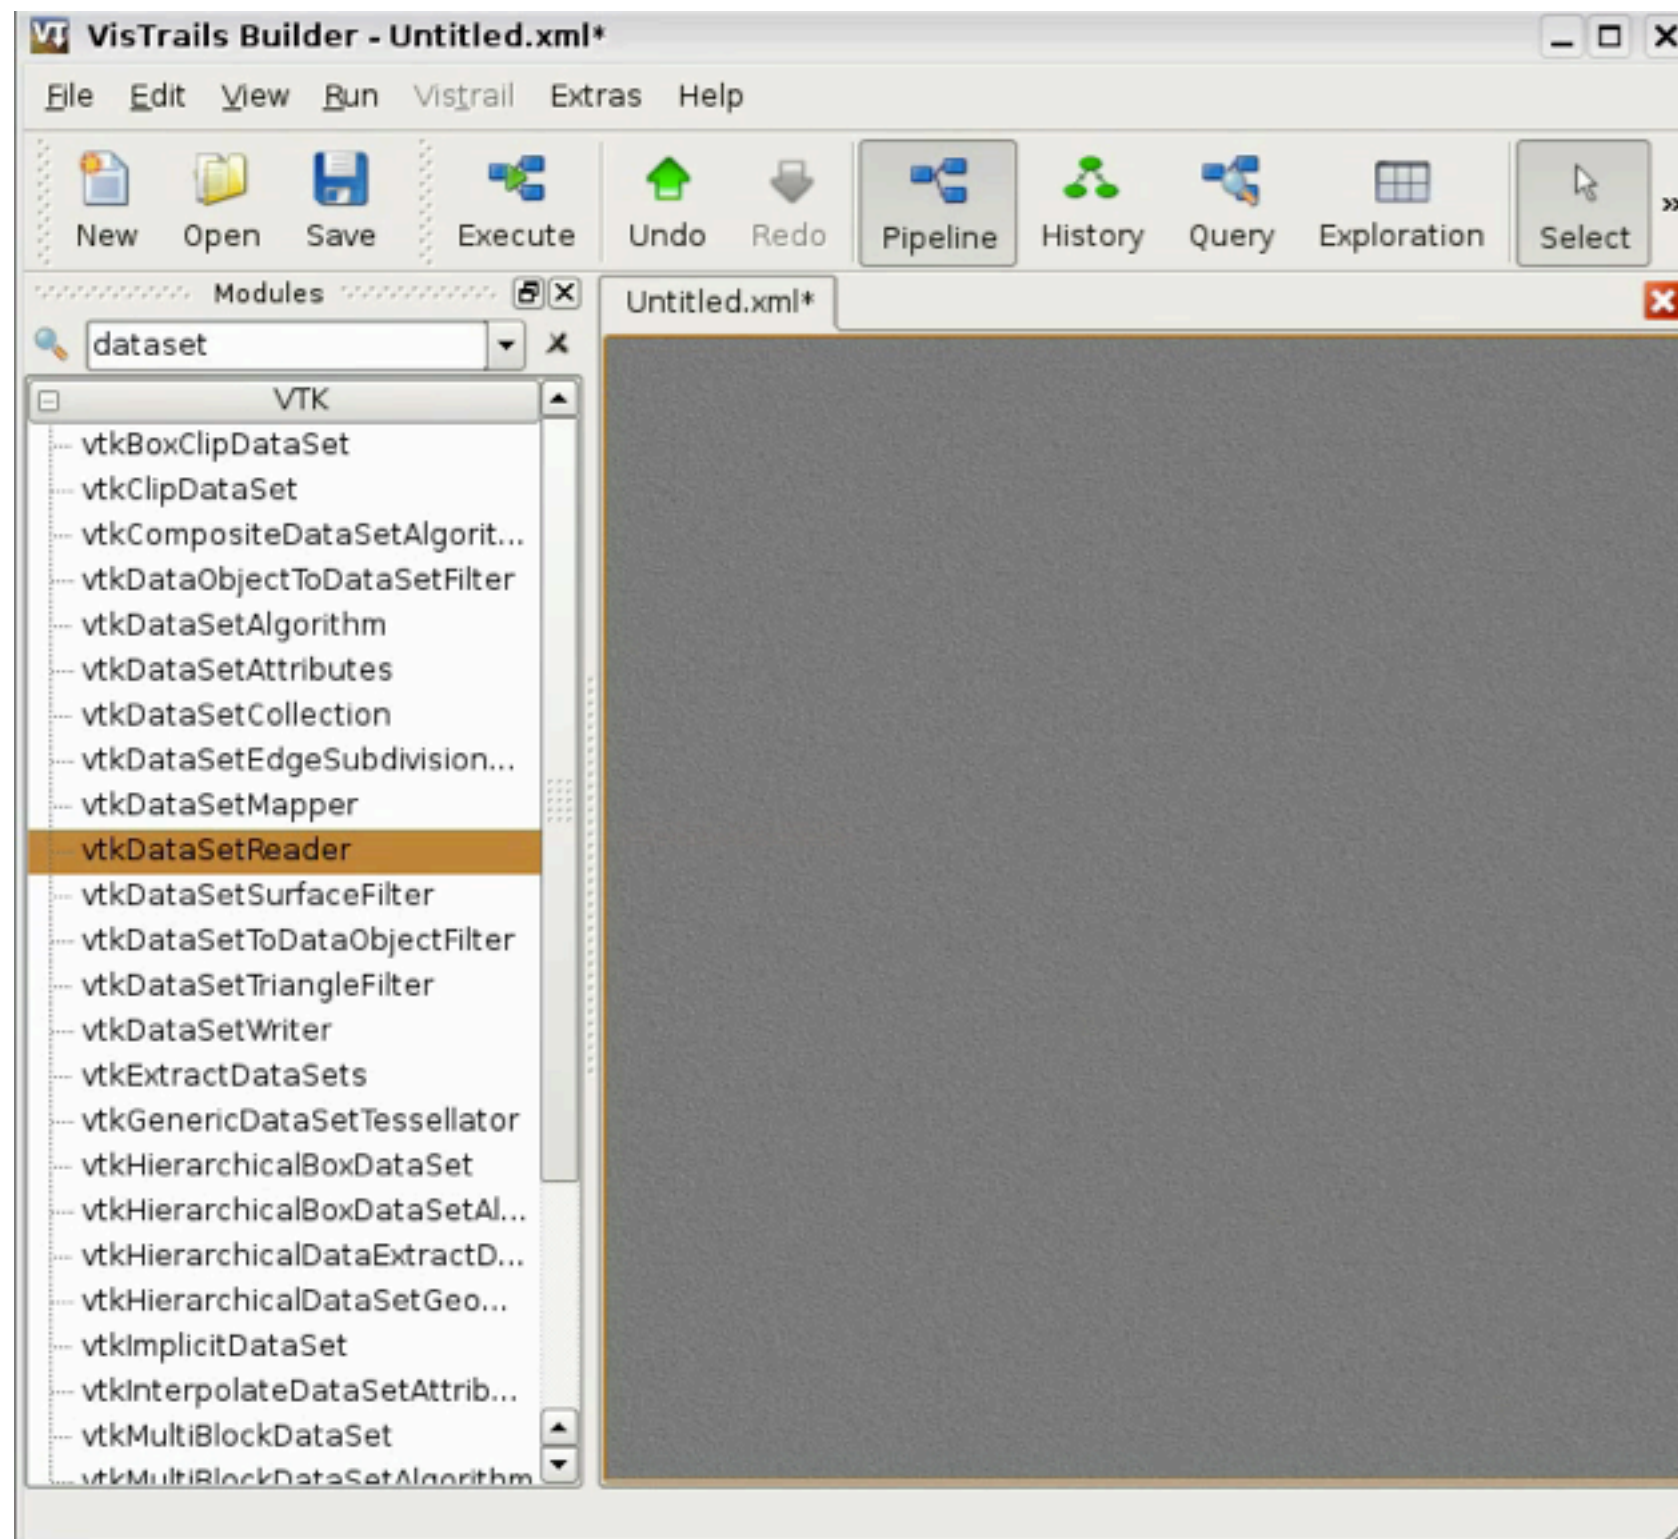 VT VisTrails Builder - Untitled.xml*
File Edit View Run Vistrail Extras Help
New Open Save Execute Undo Redo Pipeline History Query Exploration Select »
Modules
Untitled.xml*
dataset
VTK
vtkBoxClipDataSet
vtkClipDataSet
vtkCompositeDataSetAlgorit...
vtkDataObjectToDataSetFilter
vtkDataSetAlgorithm
vtkDataSetAttributes
vtkDataSetCollection
vtkDataSetEdgeSubdivision...
vtkDataSetMapper
vtkDataSetReader
vtkDataSetSurfaceFilter
vtkDataSetToDataObjectFilter
vtkDataSetTriangleFilter
vtkDataSetWriter
vtkExtractDataSets
vtkGenericDataSetTessellator
vtkHierarchicalBoxDataSet
vtkHierarchicalBoxDataSetAl...
vtkHierarchicalDataExtractD...
vtkHierarchicalDataSetGeo...
vtkImplicitDataSet
vtkInterpolateDataSetAttrib...
vtkMultiBlockDataSet
vtkMultiBlockDataSetAlgorithm